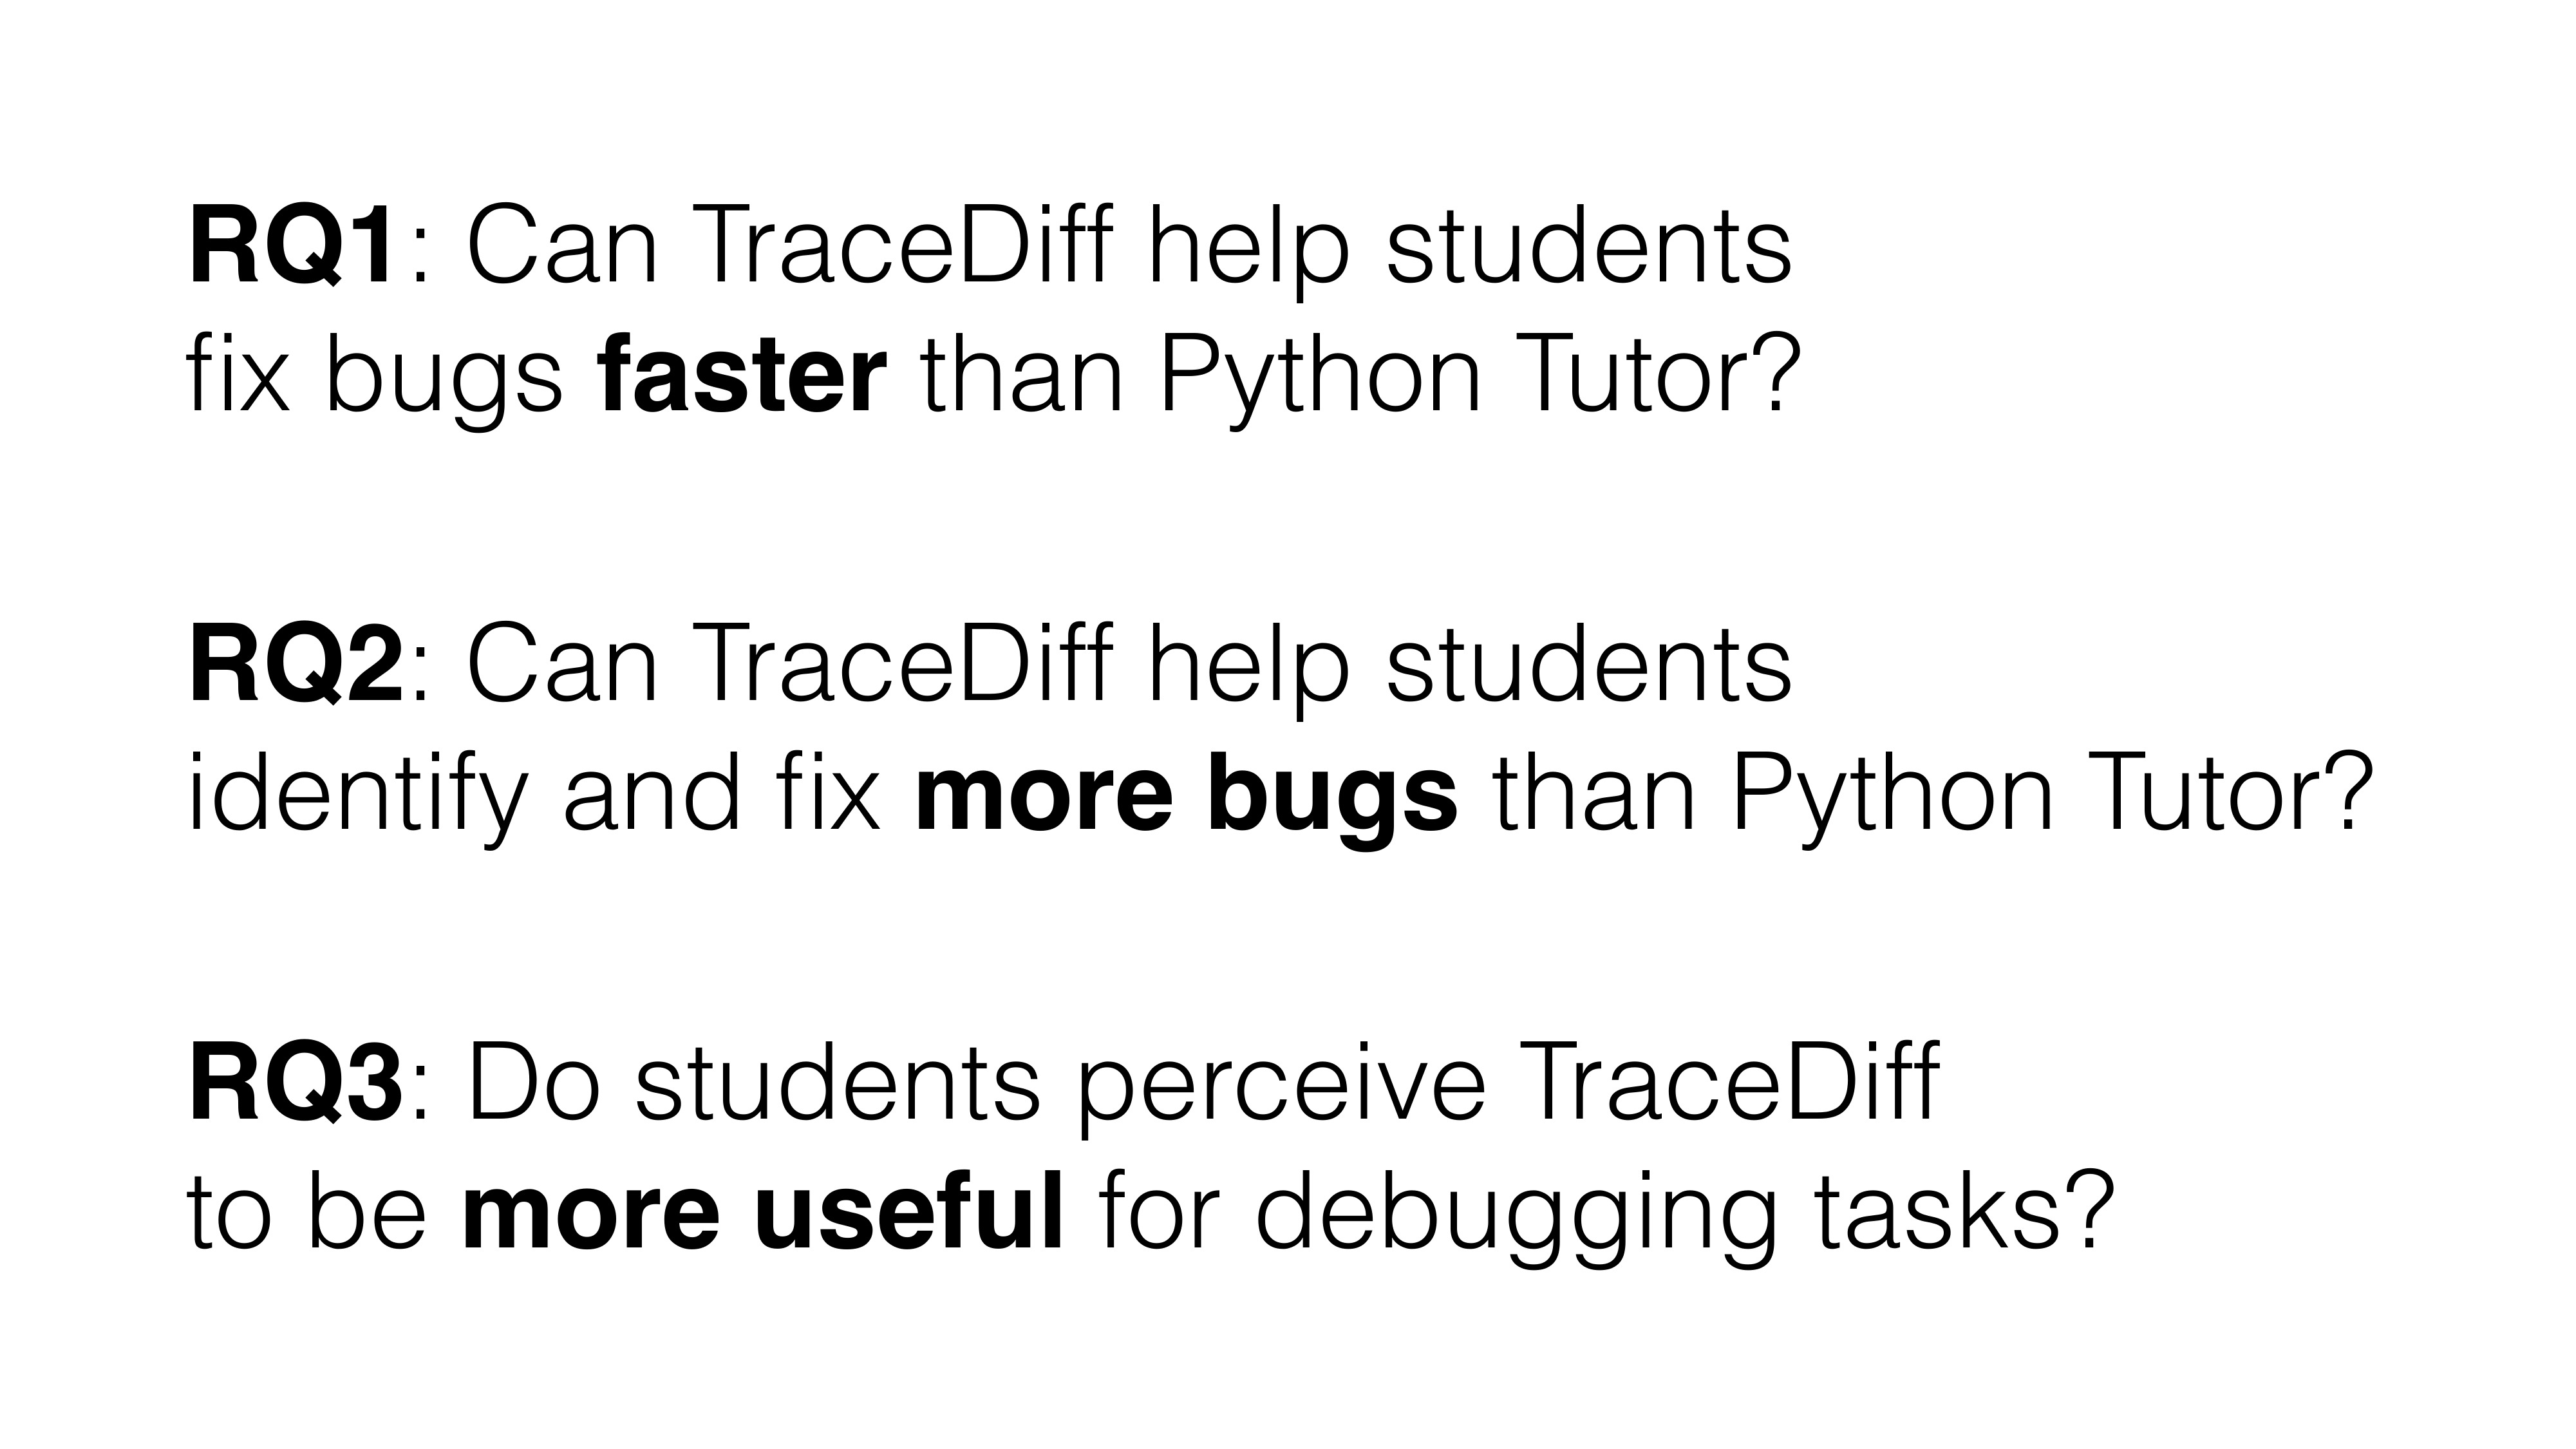 RQ1: Can TraceDiff help students
fix bugs faster than Python Tutor?
RQ2: Can TraceDiff help students
identify and fix more bugs than Python Tutor?
RQ3: Do students perceive TraceDiff
to be more useful for debugging tasks?